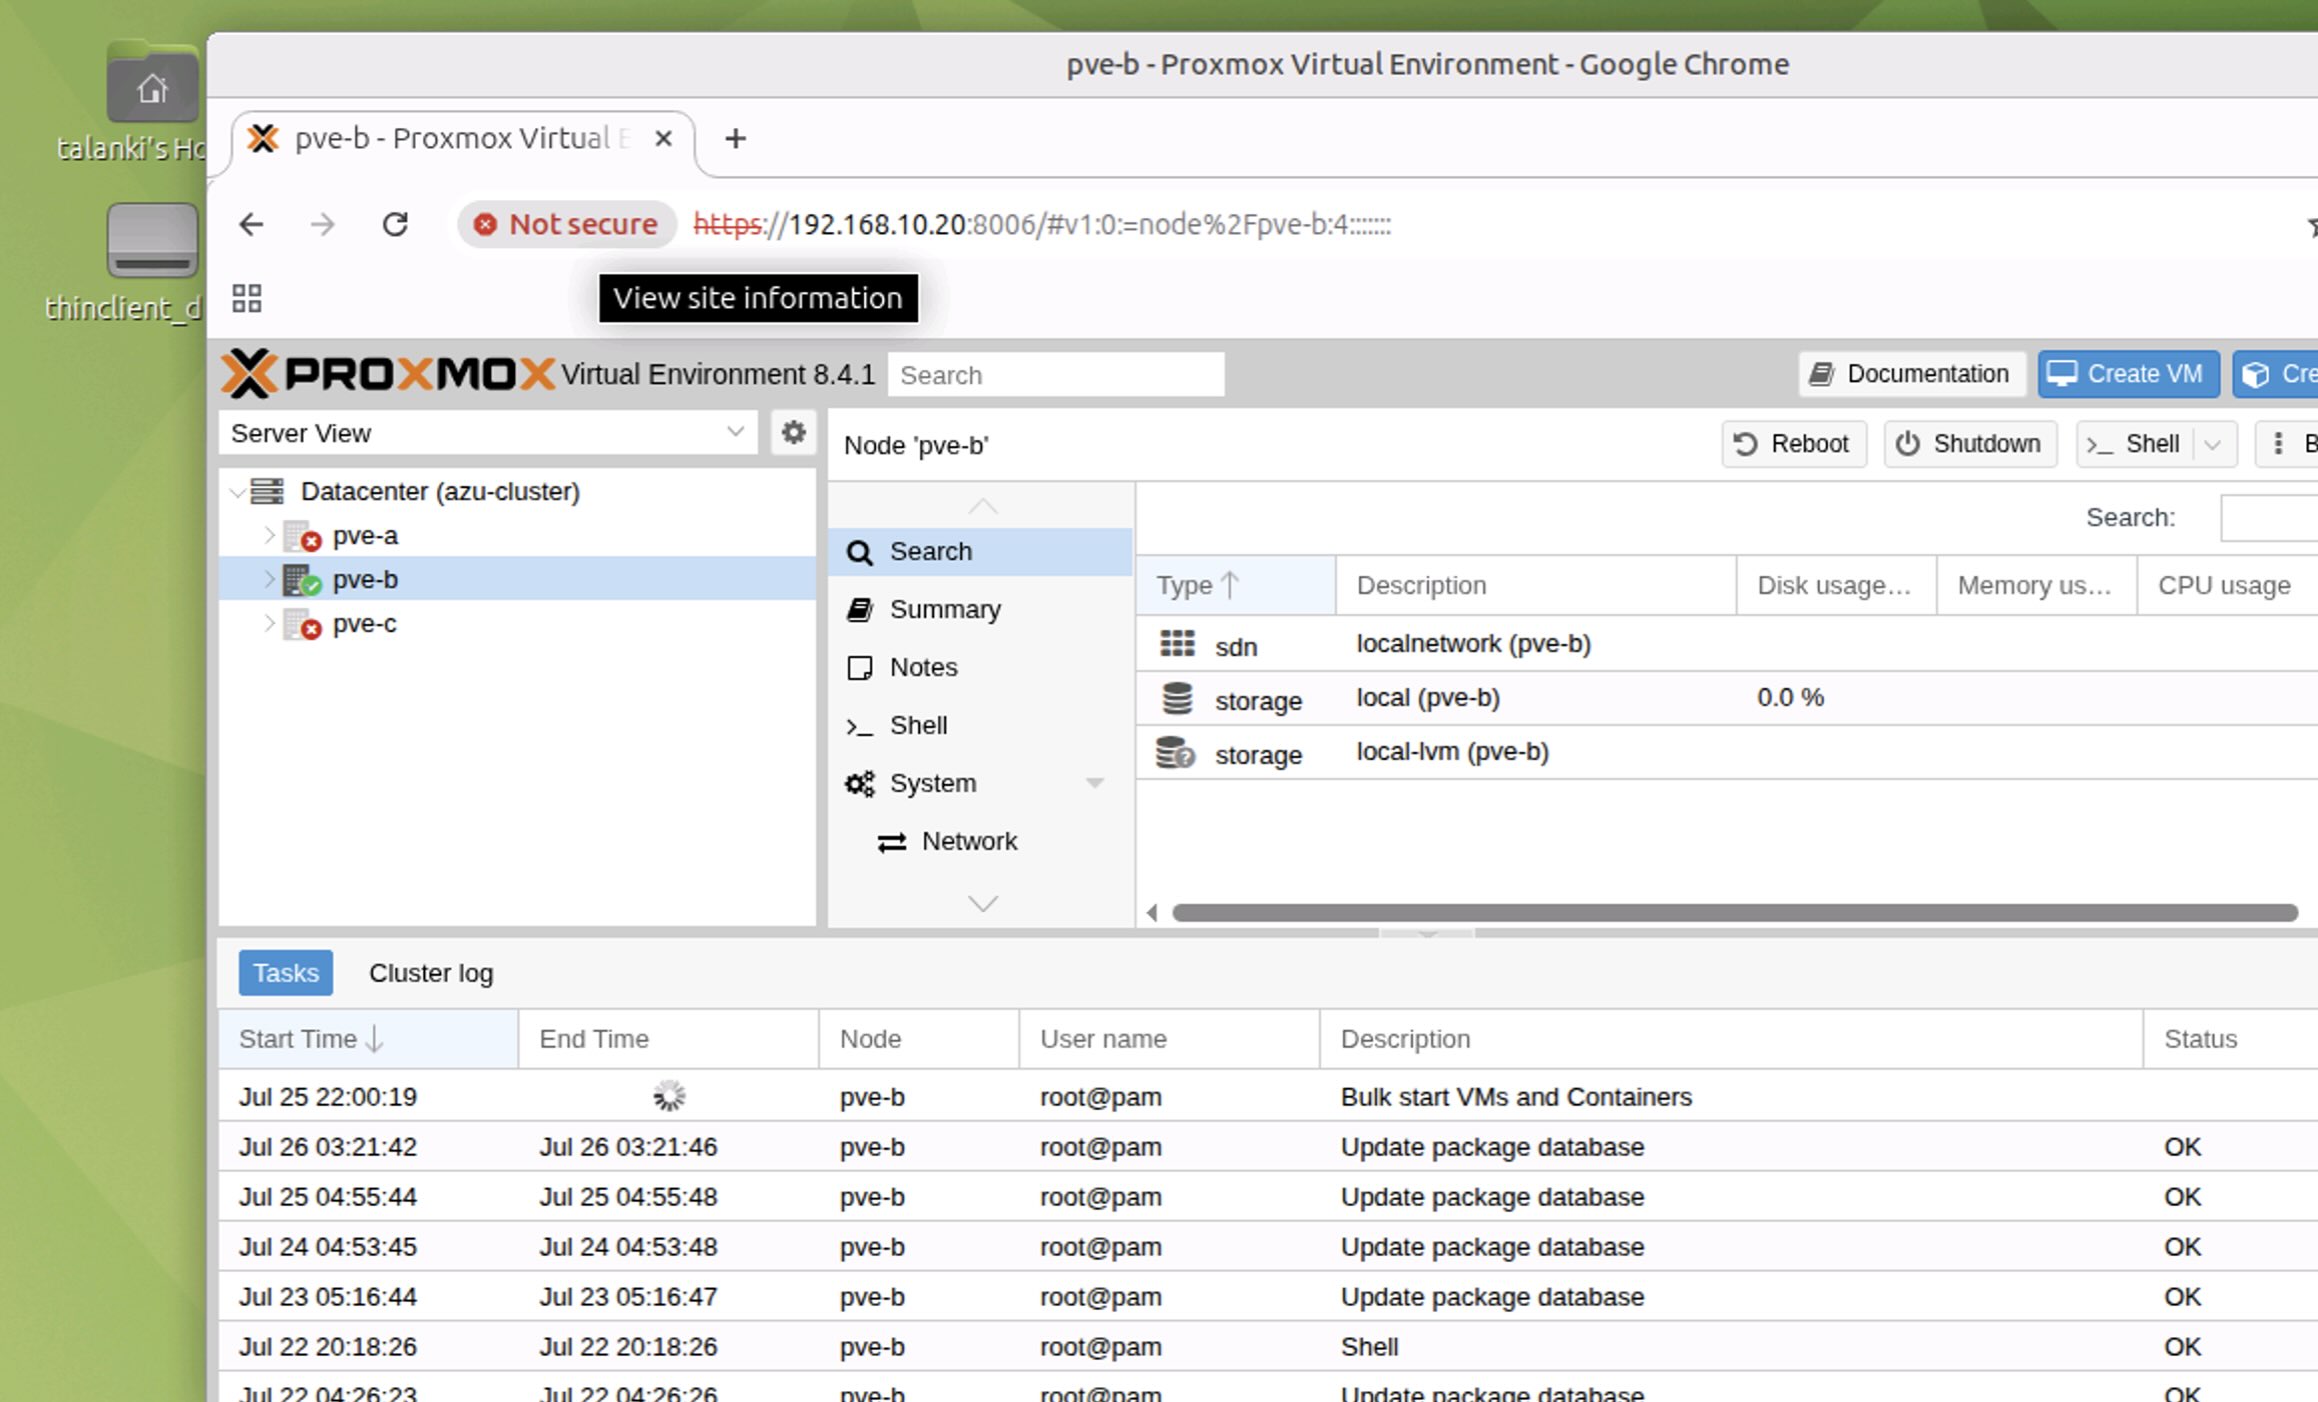 pve-b - Proxmox Virtual Environment - Google Chrome
talanki's Ho
pve-b - Proxmox Virtual E
Not secure https://192.168.10.20:8006/#v1:0:=node%2Fpve-b:4:::::::
thinclient_d
View site information
PROXMOX Virtual Environment 8.4.1 Search Documentation Create VM Cre
Server View
Node 'pve-b' Reboot Shutdown >_ Shell B
Datacenter (azu-cluster)
pve-a
pve-b
pve-c
Search
Summary
Notes
>_ Shell
System
Network
Search:
Type Description Disk usage... Memory us... CPU usage
sdn localnetwork (pve-b)
storage local (pve-b) 0.0 %
storage local-lvm (pve-b)
Tasks Cluster log
Start Time End Time Node User name Description Status
Jul 25 22:00:19 pve-b root@pam Bulk start VMs and Containers
Jul 26 03:21:42 Jul 26 03:21:46 pve-b root@pam Update package database OK
Jul 25 04:55:44 Jul 25 04:55:48 pve-b root@pam Update package database OK
Jul 24 04:53:45 Jul 24 04:53:48 pve-b root@pam Update package database OK
Jul 23 05:16:44 Jul 23 05:16:47 pve-b root@pam Update package database OK
Jul 22 20:18:26 Jul 22 20:18:26 pve-b root@pam Shell OK
Jul 22 04:26:23 Jul 22 04:26:26 pve-b root@pam Update package database OK